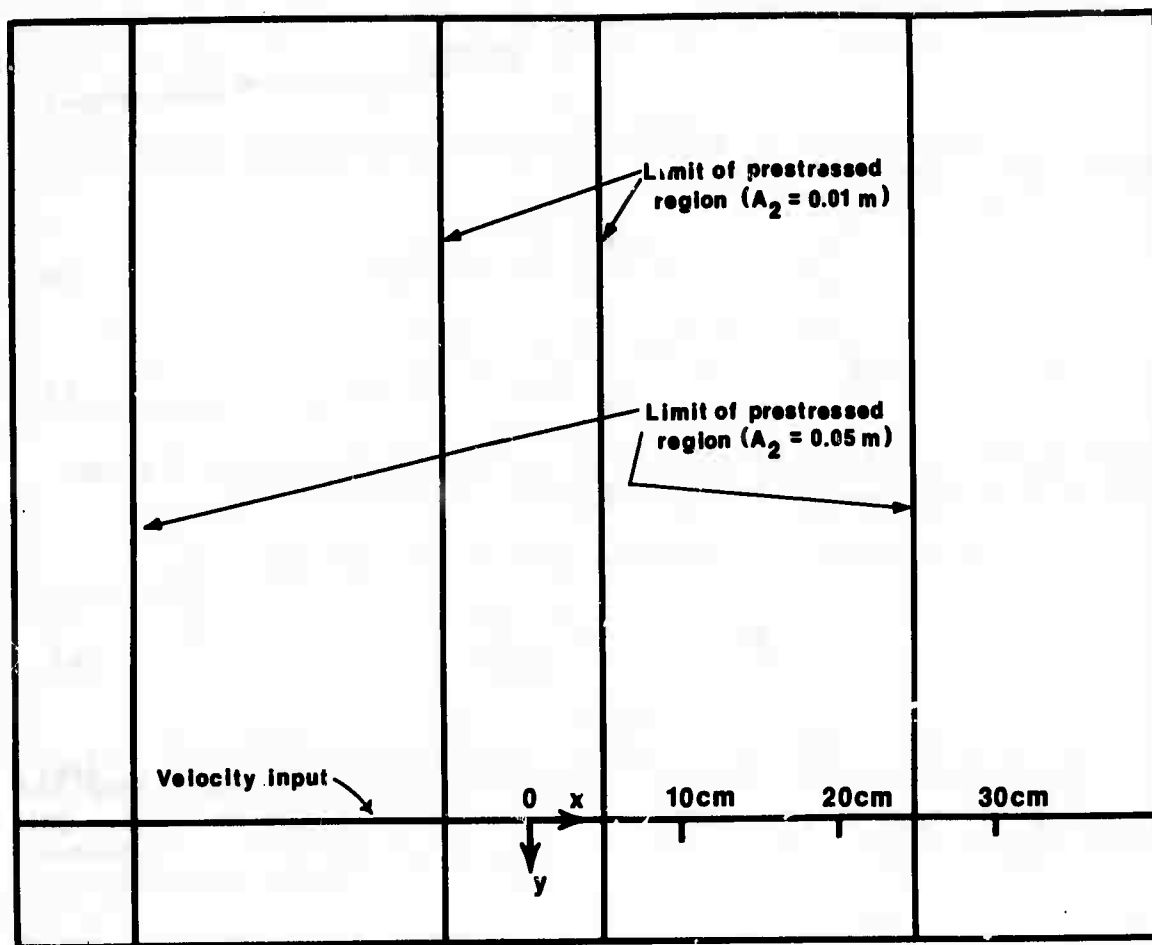 Limit of prestressed
region (A₂ = 0.01 m)
Limit of prestressed
region (A₂ = 0.05 m)
Velocity input
0 x 10cm 20cm 30cm
y